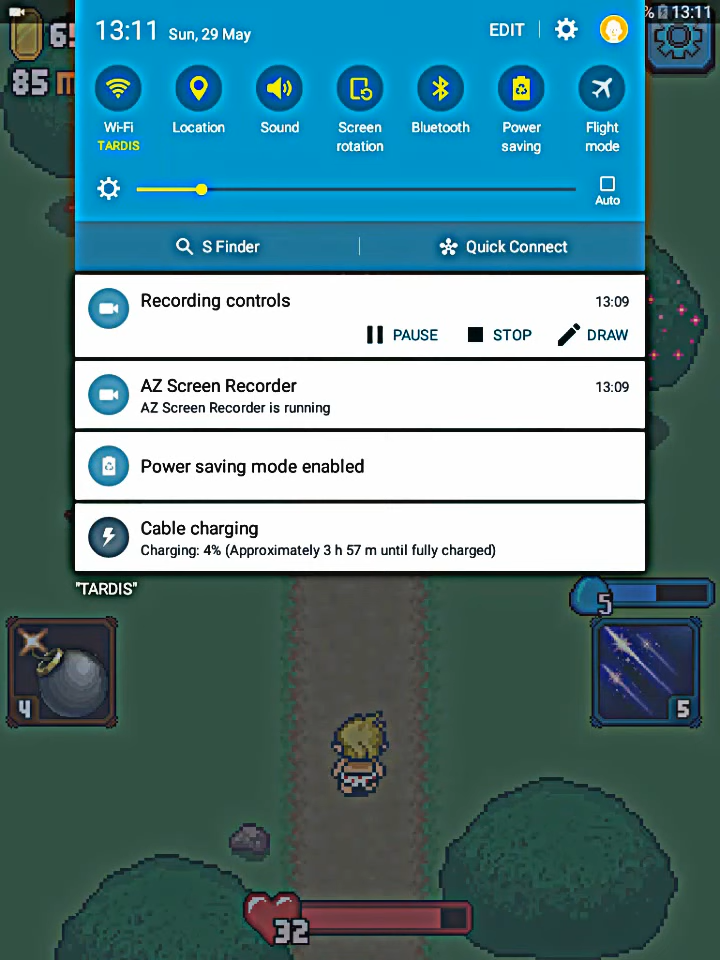 13:11 Sun, 29 May EDIT
% 13:11
85 m
Wi-Fi
TARDIS
Location
Sound
Screen
rotation
Bluetooth
Power
saving
Flight
mode
Auto
S Finder
Quick Connect
Recording controls 13:09
PAUSE STOP DRAW
AZ Screen Recorder 13:09
AZ Screen Recorder is running
Power saving mode enabled
Cable charging
Charging: 4% (Approximately 3 h 57 m until fully charged)
"TARDIS"
5
4
5
32